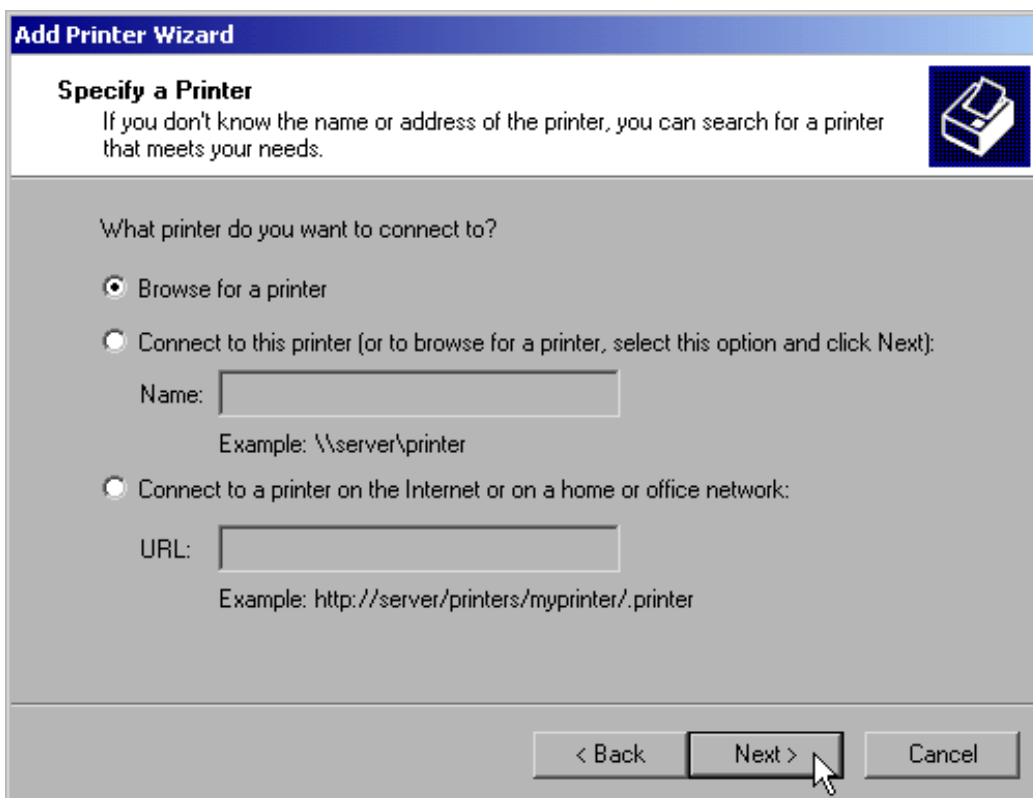 Add Printer Wizard
Specify a Printer
If you don't know the name or address of the printer, you can search for a printer
that meets your needs.
What printer do you want to connect to?
Browse for a printer
Connect to this printer (or to browse for a printer, select this option and click Next):
Name:
Example: \\server\printer
Connect to a printer on the Internet or on a home or office network:
URL:
Example: http://server/printers/myprinter/.printer
< Back Next > Cancel